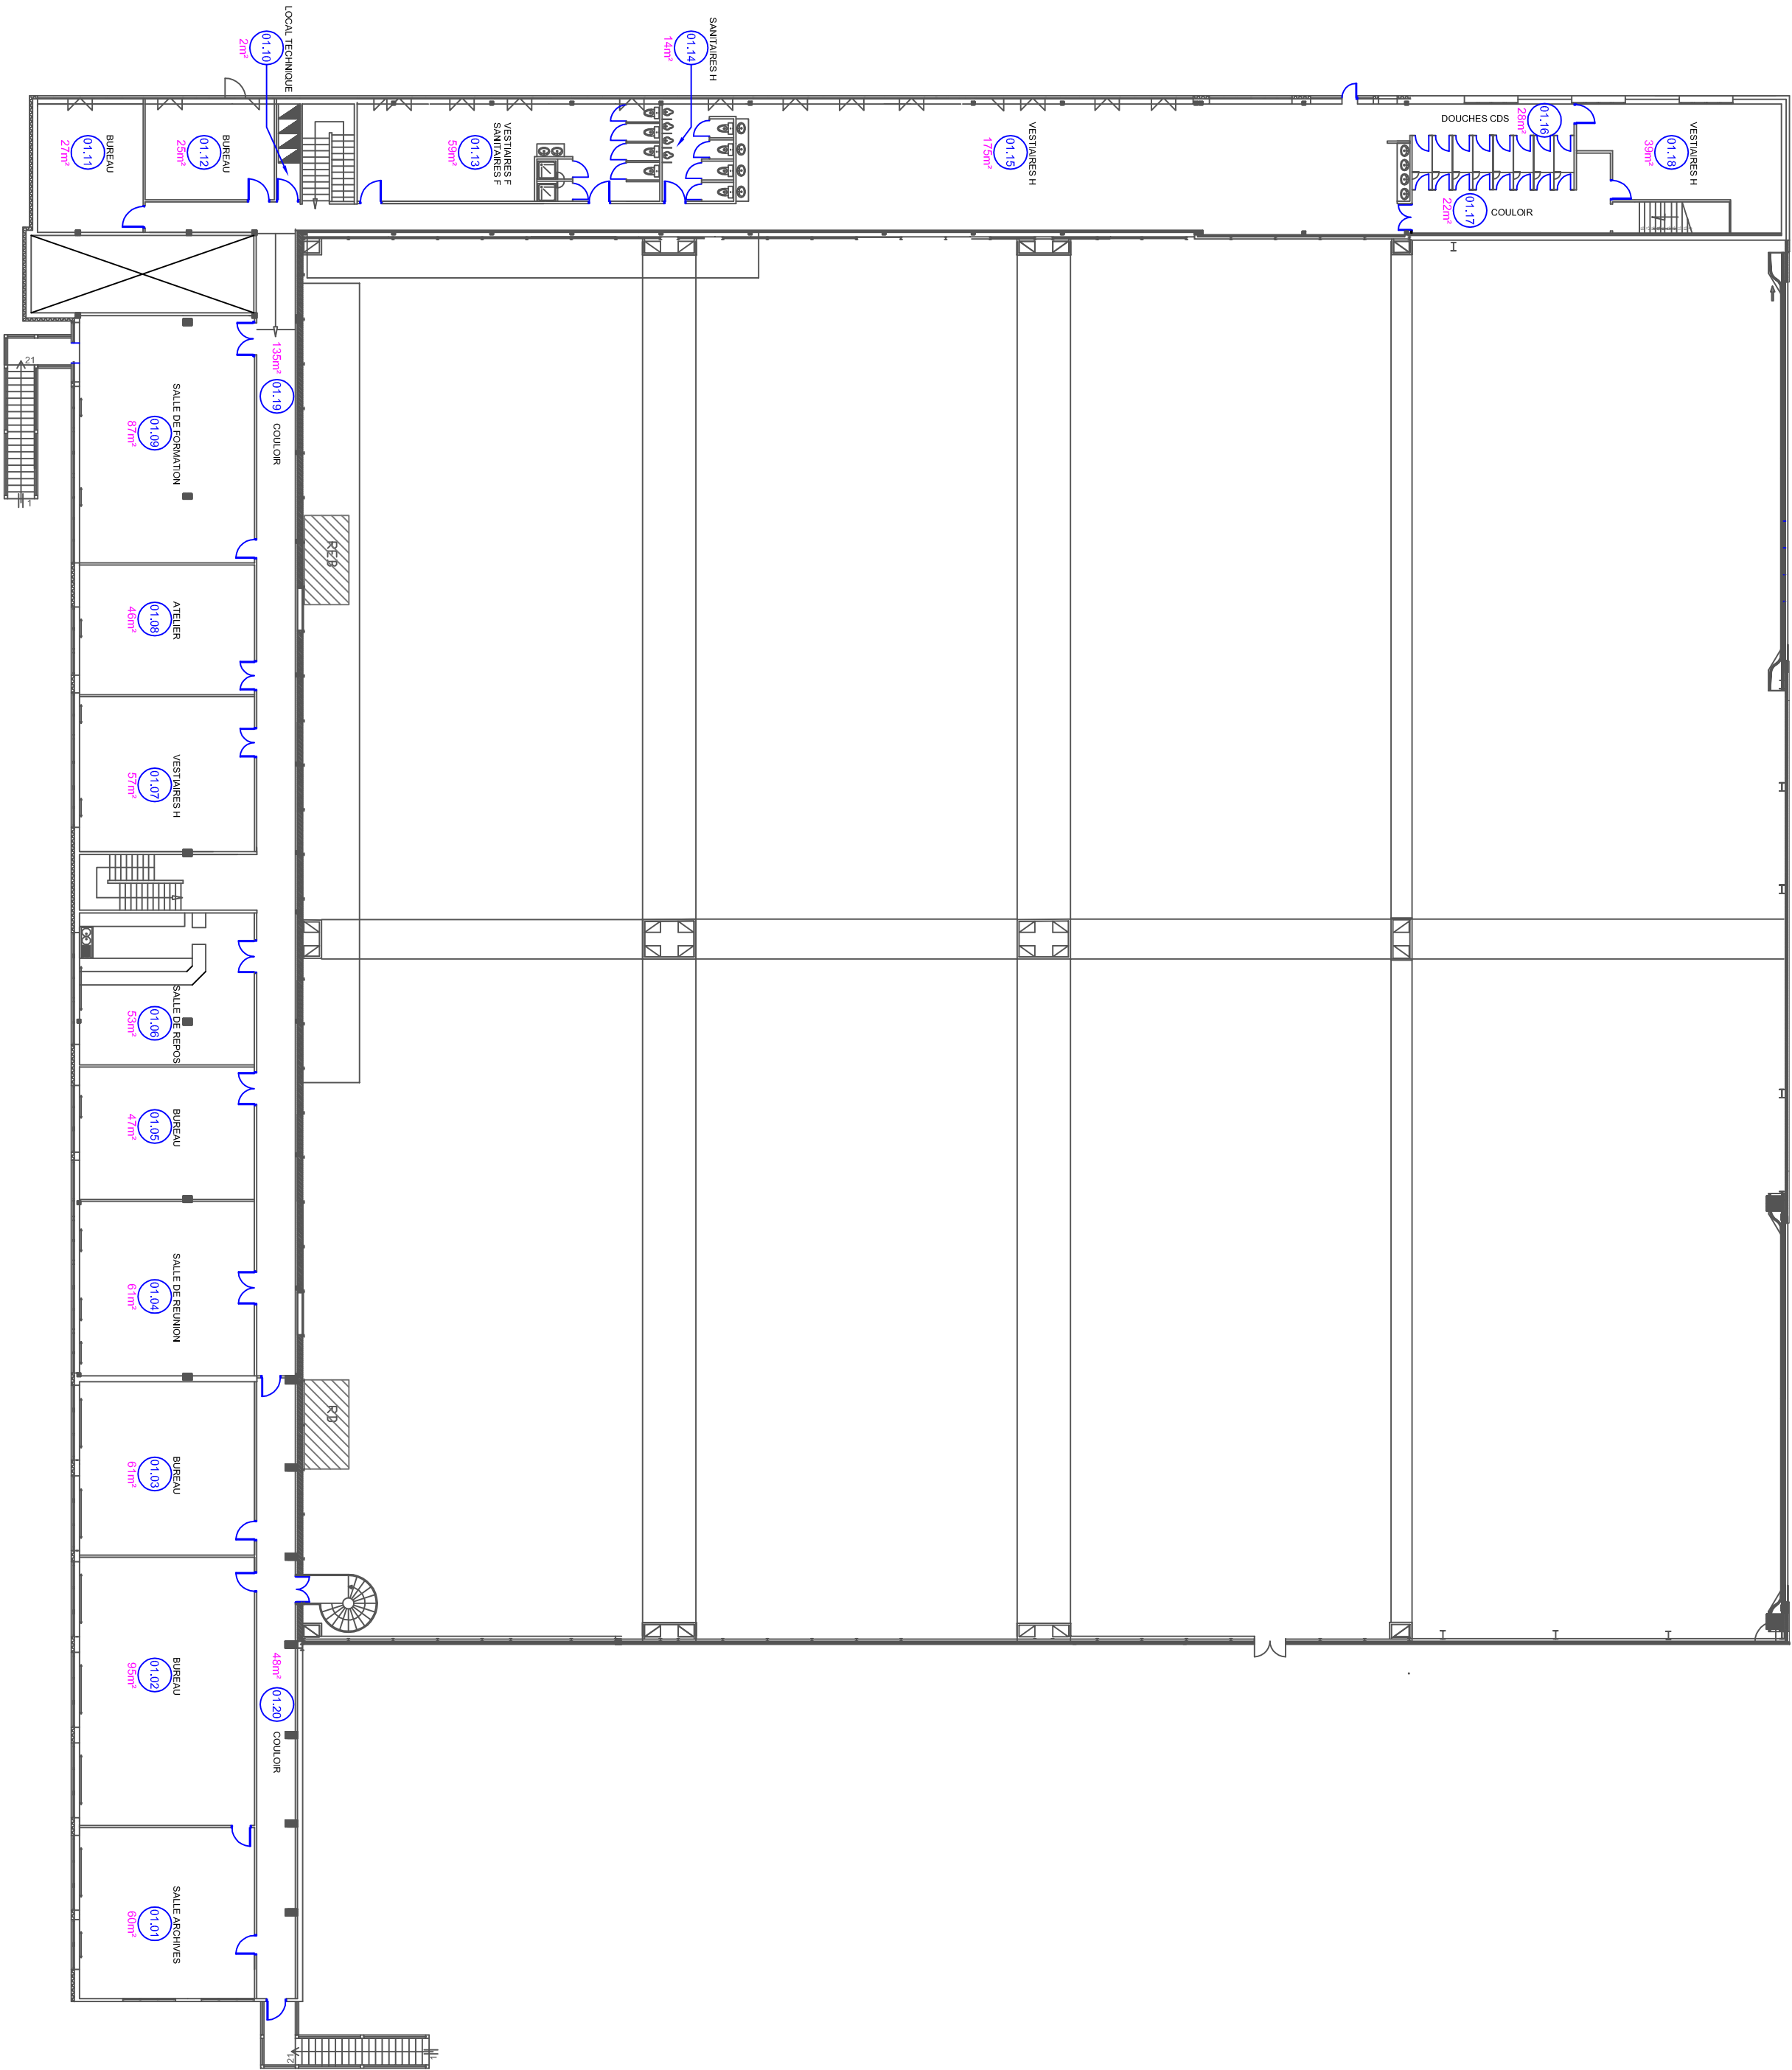 LOCAL TECHNIQUE
01.10
2m²
SANITAIRES H
01.14
14m²
BUREAU
01.11
27m²
BUREAU
01.12
25m²
VESTIAIRES F
SANITAIRES F
01.13
59m²
VESTIAIRES H
01.15
175m²
DOUCHES CDS
01.16
28m²
COULOIR
01.17
22m²
VESTIAIRES H
01.18
39m²
135m²
01.19
COULOIR
21
1
SALLE DE FORMATION
01.09
87m²
REB
ATELIER
01.08
46m²
VESTIAIRES H
01.07
57m²
SALLE DE REPOS
01.06
53m²
BUREAU
01.05
47m²
SALLE DE REUNION
01.04
61m²
RD
BUREAU
01.03
61m²
BUREAU
01.02
95m²
48m²
01.20
COULOIR
SALLE ARCHIVES
01.01
60m²
21
1